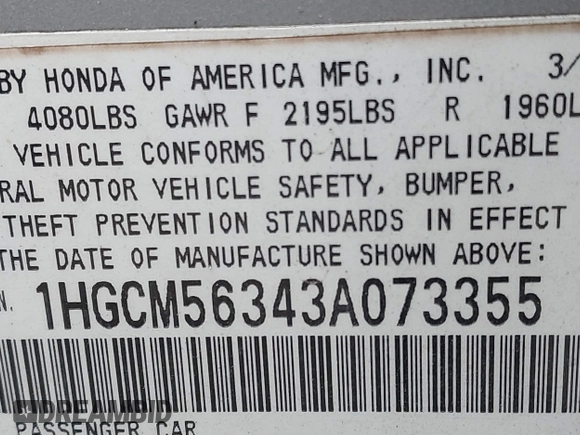 BY HONDA OF AMERICA MFG., INC. 3/
4080LBS GAWR F 2195LBS R 1960L
VEHICLE CONFORMS TO ALL APPLICABLE
RAL MOTOR VEHICLE SAFETY, BUMPER,
THEFT PREVENTION STANDARDS IN EFFECT
THE DATE OF MANUFACTURE SHOWN ABOVE:
N. 1HGCM56343A073355
DREAMBID
PASSENGER CAR